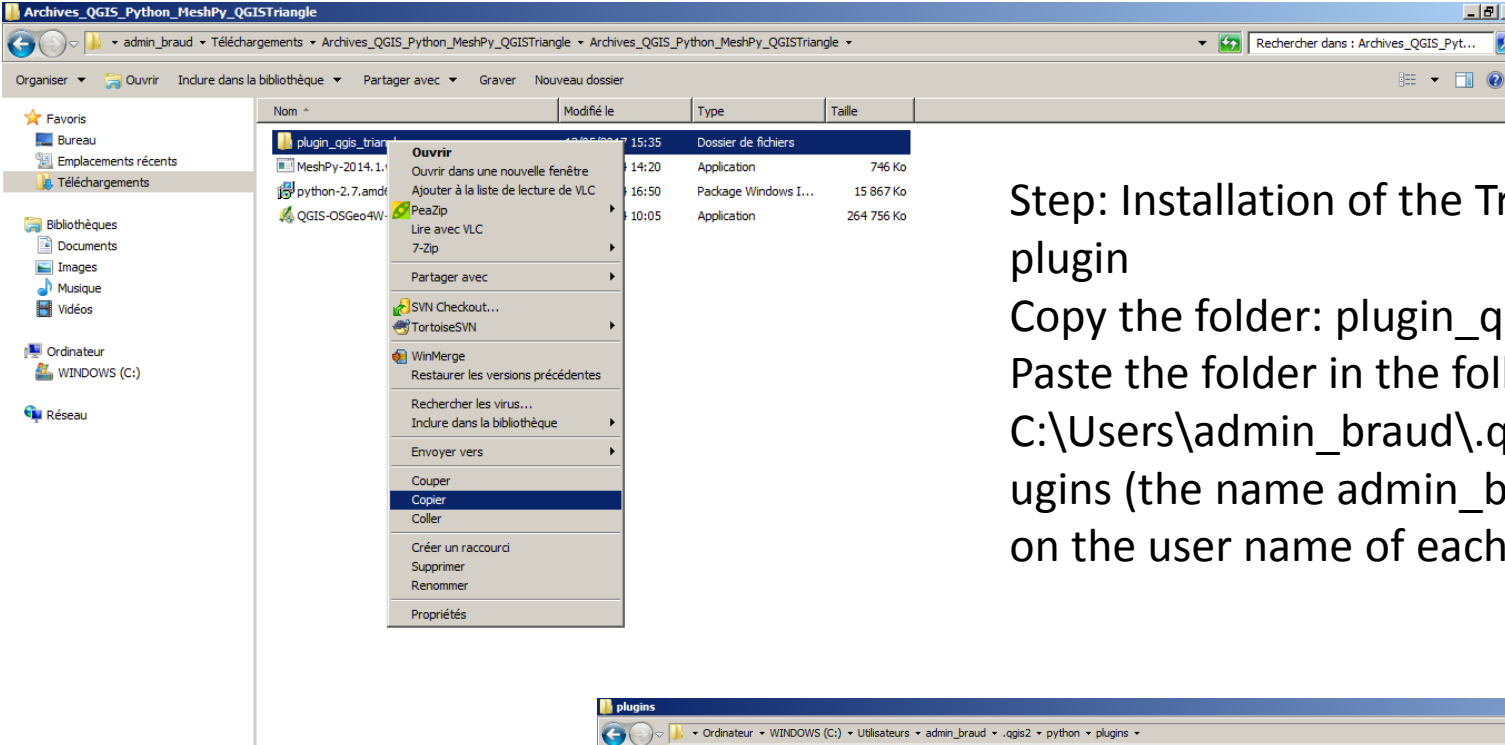 Archives_QGIS_Python_MeshPy_QGISTriangle
admin_braud Téléchargements Archives_QGIS_Python_MeshPy_QGISTriangle Archives_QGIS_Python_MeshPy_QGISTriangle
Rechercher dans : Archives_QGIS_Pyt...
Organiser Ouvrir Inclure dans la bibliothèque Partager avec Graver Nouveau dossier
Nom Modifié le Type Taille
Favoris
Bureau
Emplacements récents
Téléchargements
Bibliothèques
Documents
Images
Musique
Vidéos
Ordinateur
WINDOWS (C:)
Réseau
plugin_qgis_trian 15:35 Dossier de fichiers
MeshPy-2014.1. 14:20 Application 746 Ko
python-2.7.amd6 16:50 Package Windows I... 15 867 Ko
QGIS-OSGeo4W- 10:05 Application 264 756 Ko
Ouvrir
Ouvrir dans une nouvelle fenêtre
Ajouter à la liste de lecture de VLC
PeaZip
Lire avec VLC
7-Zip
Partager avec
SVN Checkout...
TortoiseSVN
WinMerge
Restaurer les versions précédentes
Rechercher les virus...
Inclure dans la bibliothèque
Envoyer vers
Couper
Copier
Coller
Créer un raccourci
Supprimer
Renommer
Propriétés
Step: Installation of the Tr
plugin
Copy the folder: plugin_q
Paste the folder in the fol
C:\Users\admin_braud\.q
ugins (the name admin_b
on the user name of each
plugins
Ordinateur WINDOWS (C:) Utilisateurs admin_braud .qgis2 python plugins